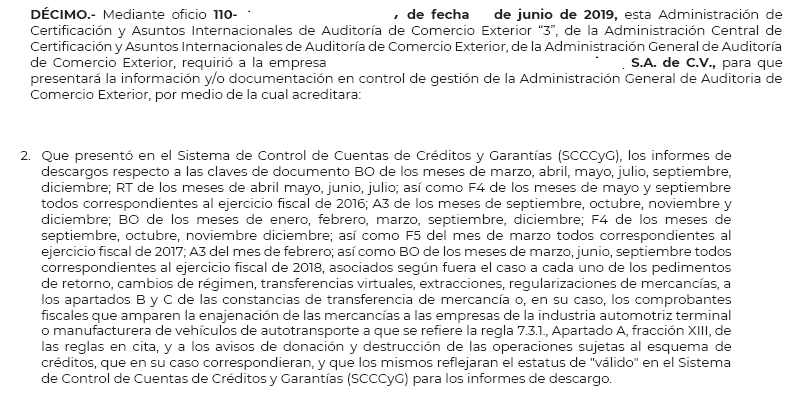 DÉCIMO.- Mediante oficio 110- , de fecha de junio de 2019, esta Administración de
Certificación y Asuntos Internacionales de Auditoría de Comercio Exterior “3”, de la Administración Central de
Certificación y Asuntos Internacionales de Auditoría de Comercio Exterior, de la Administración General de Auditoría
de Comercio Exterior, requirió a la empresa S.A. de C.V., para que
presentará la información y/o documentación en control de gestión de la Administración General de Auditoria de
Comercio Exterior, por medio de la cual acreditara:
2. Que presentó en el Sistema de Control de Cuentas de Créditos y Garantías (SCCCyG), los informes de
descargos respecto a las claves de documento BO de los meses de marzo, abril, mayo, julio, septiembre,
diciembre; RT de los meses de abril mayo, junio, julio; así como F4 de los meses de mayo y septiembre
todos correspondientes al ejercicio fiscal de 2016; A3 de los meses de septiembre, octubre, noviembre y
diciembre; BO de los meses de enero, febrero, marzo, septiembre, diciembre; F4 de los meses de
septiembre, octubre, noviembre diciembre; así como F5 del mes de marzo todos correspondientes al
ejercicio fiscal de 2017; A3 del mes de febrero; así como BO de los meses de marzo, junio, septiembre todos
correspondientes al ejercicio fiscal de 2018, asociados según fuera el caso a cada uno de los pedimentos
de retorno, cambios de régimen, transferencias virtuales, extracciones, regularizaciones de mercancías, a
los apartados B y C de las constancias de transferencia de mercancía o, en su caso, los comprobantes
fiscales que amparen la enajenación de las mercancías a las empresas de la industria automotriz terminal
o manufacturera de vehículos de autotransporte a que se refiere la regla 7.3.1., Apartado A, fracción XIII, de
las reglas en cita, y a los avisos de donación y destrucción de las operaciones sujetas al esquema de
créditos, que en su caso correspondieran, y que los mismos reflejaran el estatus de "válido" en el Sistema
de Control de Cuentas de Créditos y Garantías (SCCCyG) para los informes de descargo.